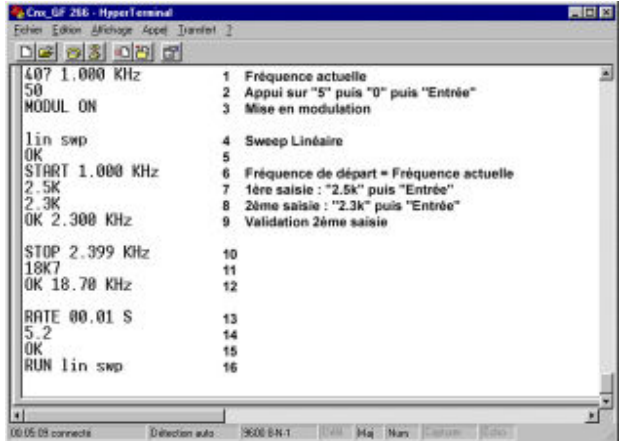 Cnx_GF 266 - HyperTerminal
Fichier Edition Affichage Appel Transfert ?
407 1.000 KHz 1 Fréquence actuelle
50 2 Appui sur "5" puis "0" puis "Entrée"
MODUL ON 3 Mise en modulation
lin swp 4 Sweep Linéaire
OK 5
START 1.000 KHz 6 Fréquence de départ = Fréquence actuelle
2.5K 7 1ère saisie : "2.5k" puis "Entrée"
2.3K 8 2ème saisie : "2.3k" puis "Entrée"
OK 2.300 KHz 9 Validation 2ème saisie
STOP 2.399 KHz 10
18K7 11
OK 18.70 KHz 12
RATE 00.01 S 13
5.2 14
OK 15
RUN lin swp 16
00:05:09 connecté Détection auto 9600 8-N-1 Défil Maj Num Capturer Echo